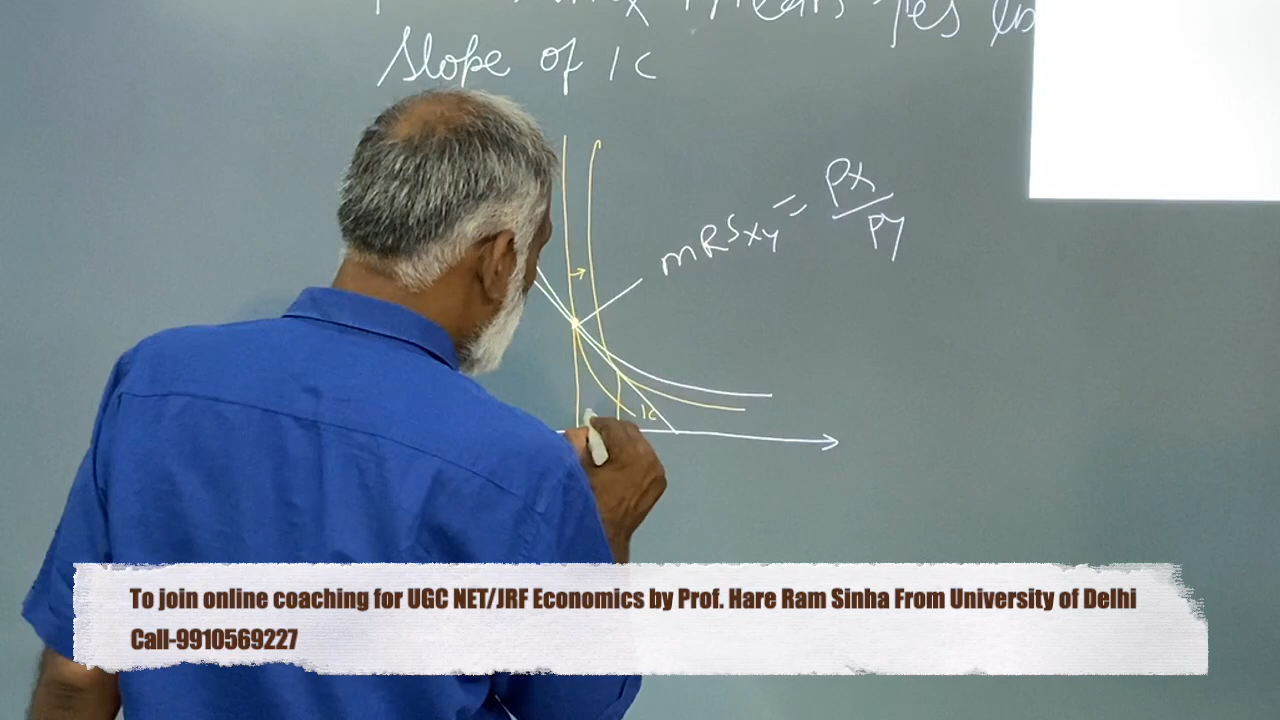 means
slope of IC
mRSxy = Px
Py
IC
To join online coaching for UGC NET/JRF Economics by Prof. Hare Ram Sinha From University of Delhi
Call-9910569227